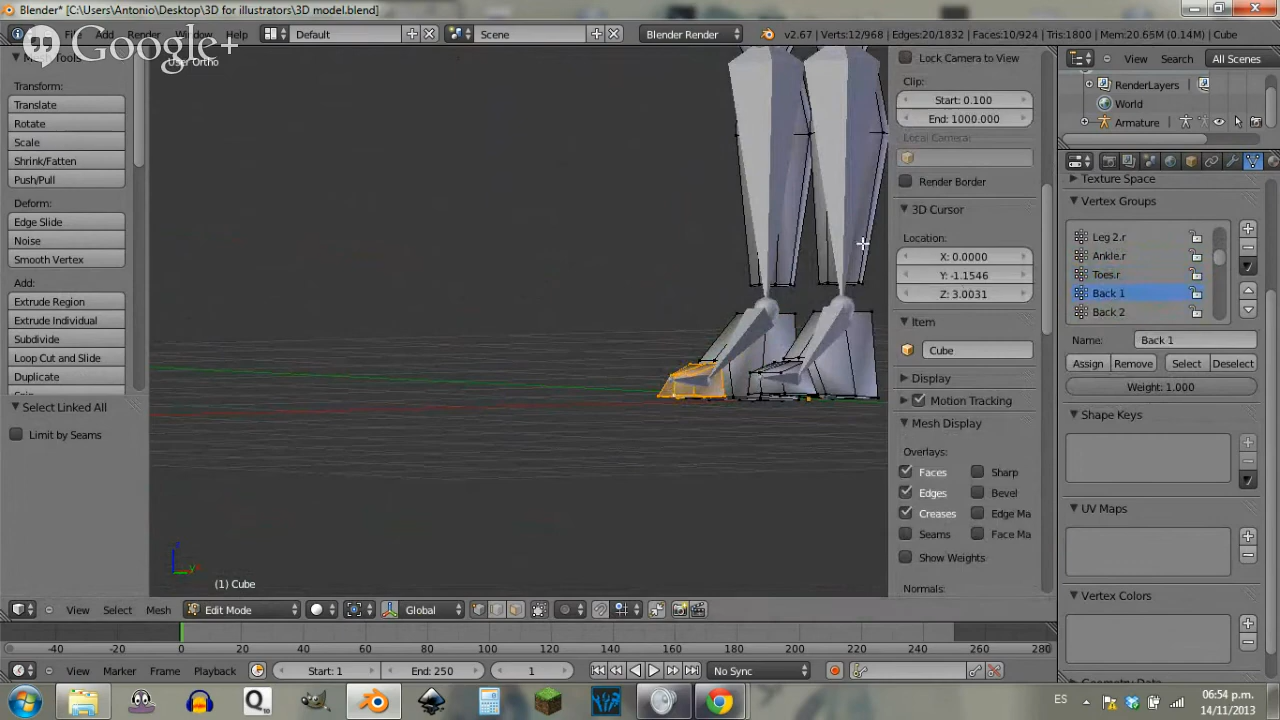 Blender* [C:\Users\Antonio\Desktop\3D for illustrators\3D model.blend]
File Add Render Window Help
Default
Scene
Blender Render
v2.67 | Verts:12/968 | Edges:20/1832 | Faces:10/924 | Tris:1800 | Mem:20.65M (0.14M) | Cube
Google+
Mesh Tools
User Ortho
Transform:
Translate
Rotate
Scale
Shrink/Fatten
Push/Pull
Deform:
Edge Slide
Noise
Smooth Vertex
Add:
Extrude Region
Extrude Individual
Subdivide
Loop Cut and Slide
Duplicate
Select Linked All
Limit by Seams
(1) Cube
Lock Camera to View
Clip:
Start: 0.100
End: 1000.000
Local Camera:
Render Border
3D Cursor
Location:
X: 0.0000
Y: -1.1546
Z: 3.0031
Item
Cube
Display
Motion Tracking
Mesh Display
Overlays:
Faces
Sharp
Edges
Bevel
Creases
Edge Ma
Seams
Face Ma
Show Weights
Normals:
View Search All Scenes
RenderLayers
World
Armature
Texture Space
Vertex Groups
Leg 2.r
Ankle.r
Toes.r
Back 1
Back 2
Name: Back 1
Assign Remove Select Deselect
Weight: 1.000
Shape Keys
UV Maps
Vertex Colors
View Select Mesh Edit Mode Global
-40 -20 0 20 40 60 80 100 120 140 160 180 200 220 240 260 280
View Marker Frame Playback Start: 1 End: 250 1 No Sync
ES
06:54 p.m.
14/11/2013